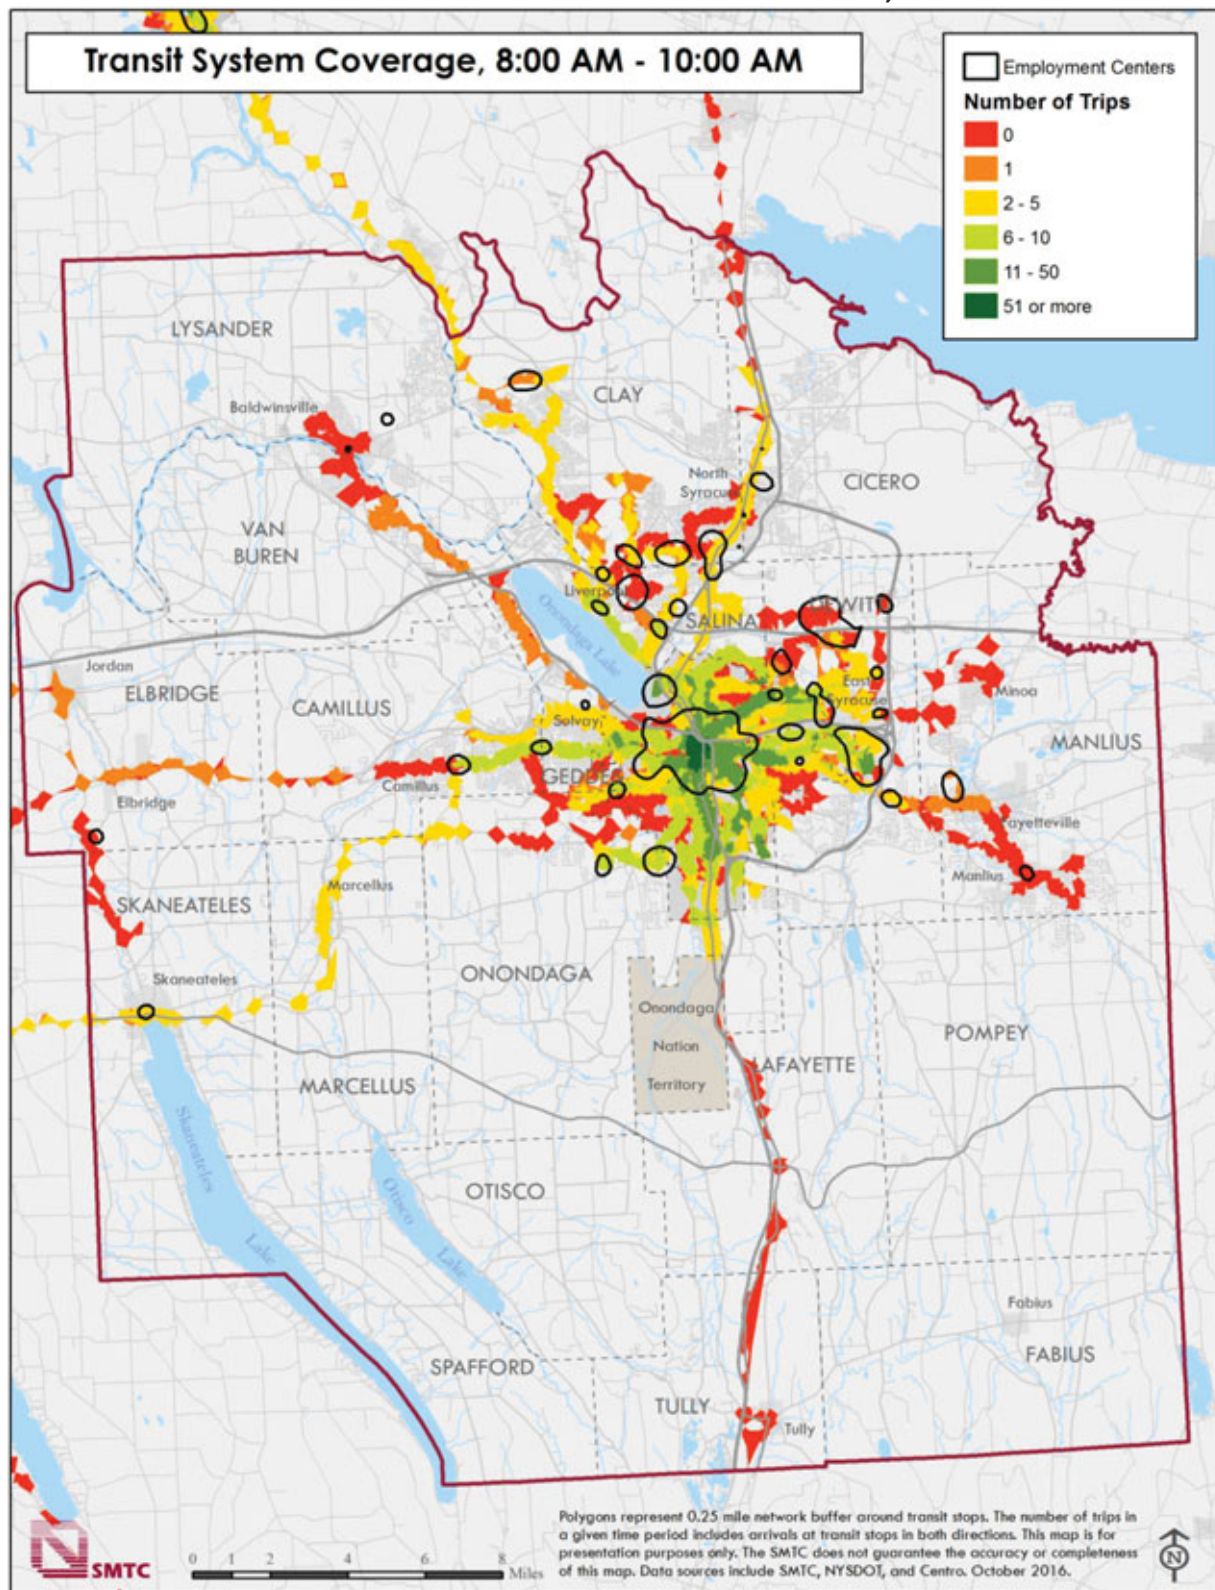 Transit System Coverage, 8:00 AM - 10:00 AM
Employment Centers
Number of Trips
0
1
2 - 5
6 - 10
11 - 50
51 or more
LYSANDER
Baldwinsville
CLAY
North
Syracuse
CICERO
VAN
BUREN
Liverpool
Onondaga Lake
SALINA
DEWITT
Jordan
ELBRIDGE
CAMILLUS
Solvay
East
Syracuse
Minoa
MANLIUS
GEDDES
Camillus
Elbridge
Fayetteville
Manlius
Marcellus
SKANEATELES
Skaneateles
ONONDAGA
Onondaga
Nation
Territory
POMPEY
LAFAYETTE
MARCELLUS
Skaneateles
Lake
OTISCO
Otisco
Lake
Fabius
FABIUS
SPAFFORD
TULLY
Tully
Polygons represent 0.25 mile network buffer around transit stops. The number of trips in
a given time period includes arrivals at transit stops in both directions. This map is for
presentation purposes only. The SMTC does not guarantee the accuracy or completeness
of this map. Data sources include SMTC, NYSDOT, and Centro. October 2016.
SMTC
0 1 2 4 6 8
Miles
N